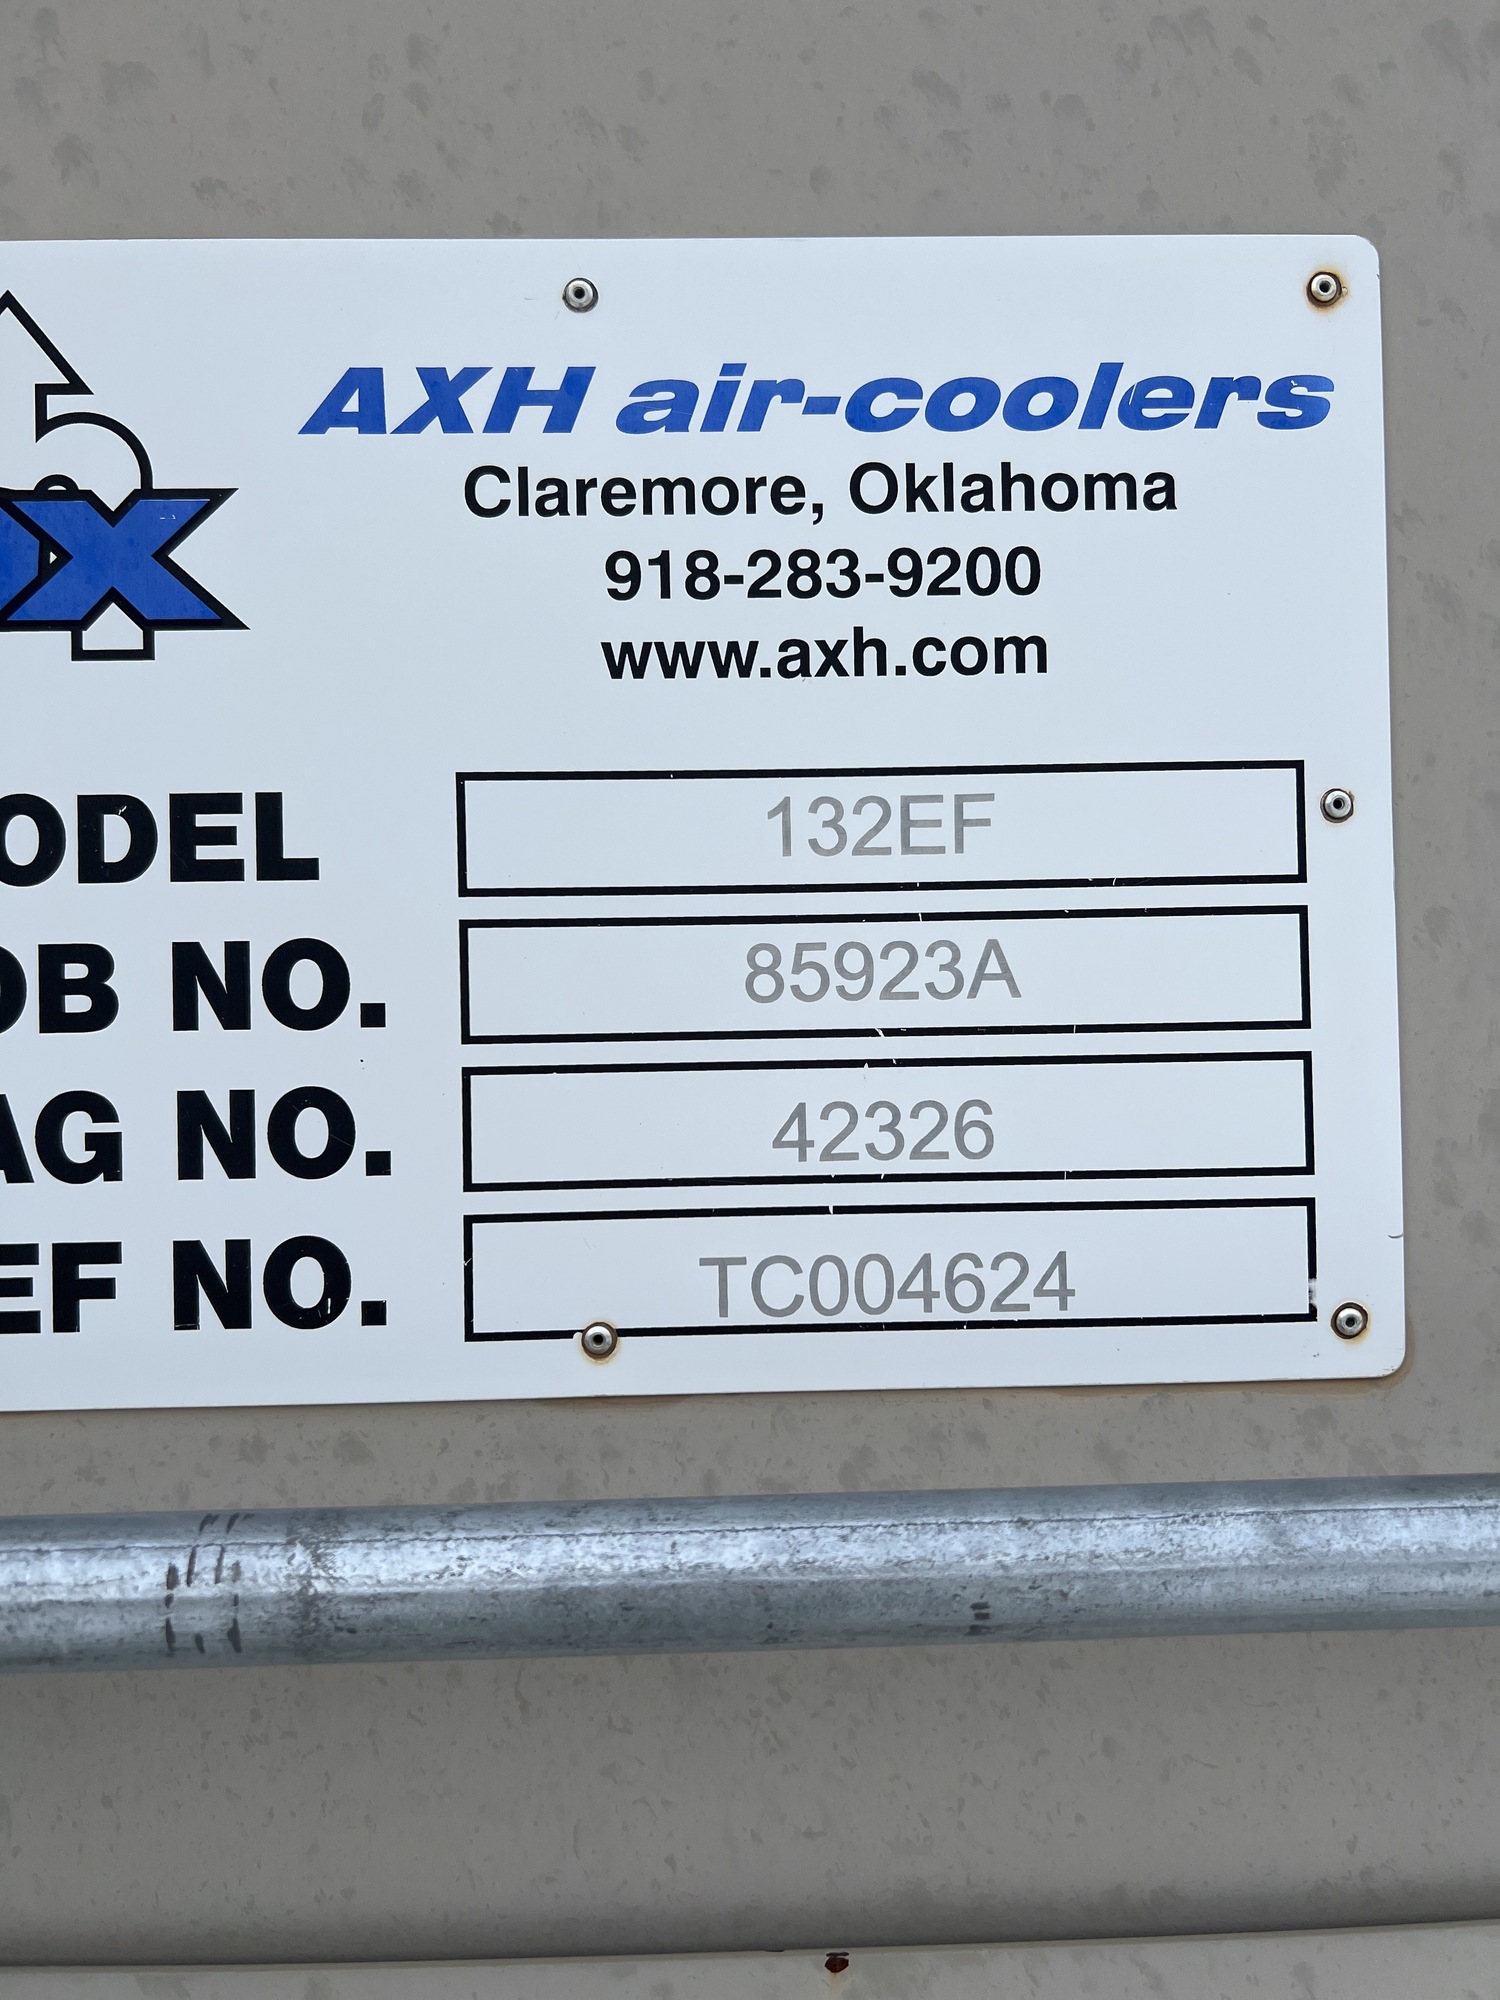 AXH air-coolers
Claremore, Oklahoma
918-283-9200
www.axh.com
ODEL 132EF
OB NO. 85923A
AG NO. 42326
EF NO. TC004624